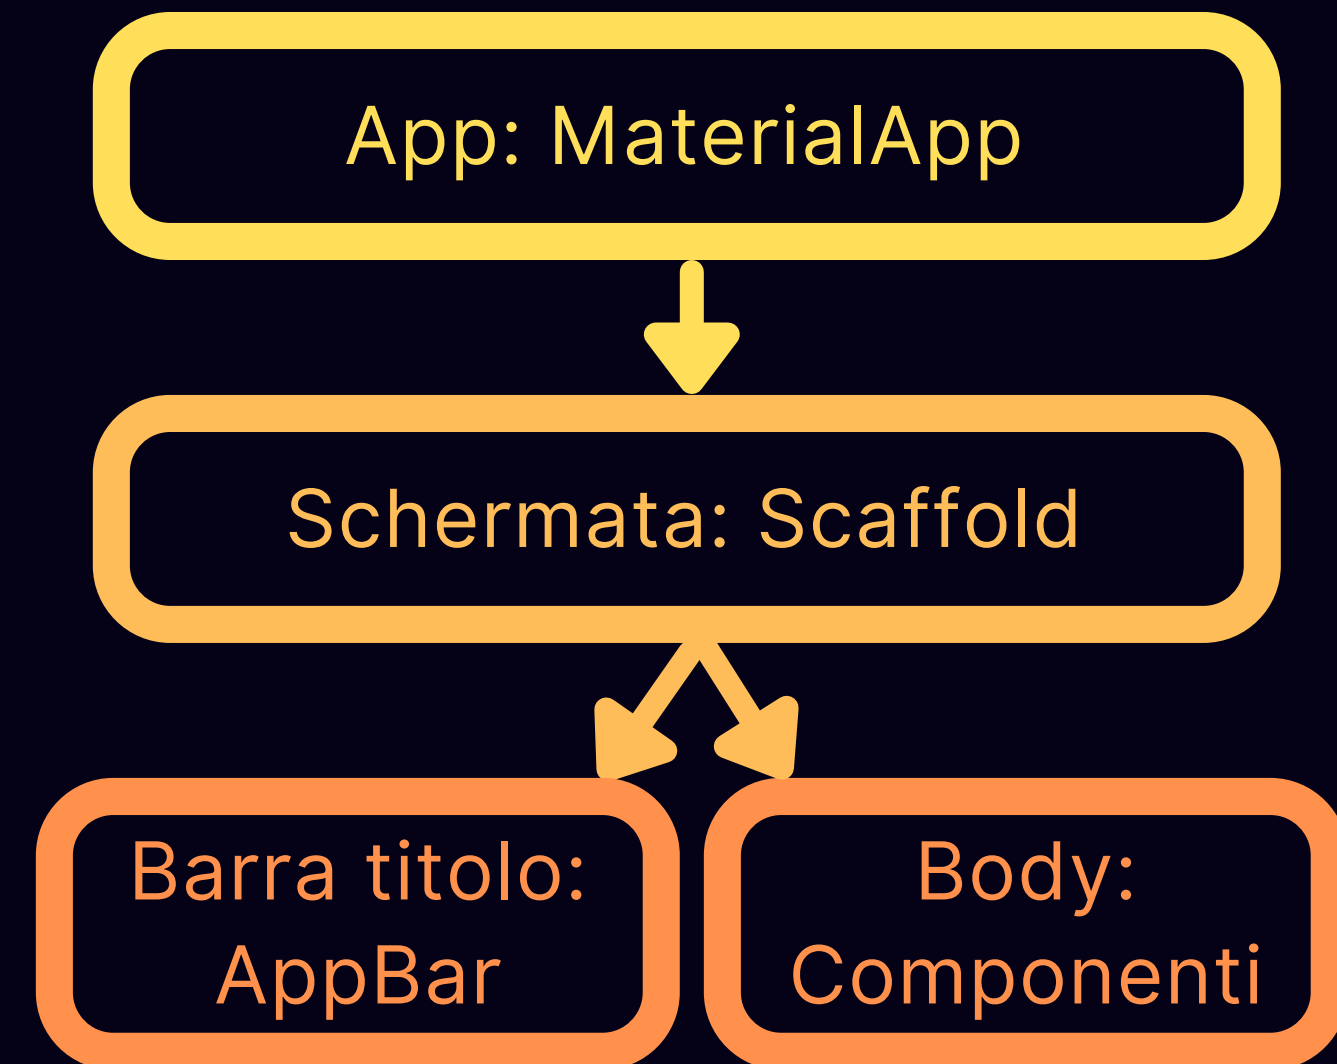 App: MaterialApp
Schermata: Scaffold
Barra titolo:
AppBar
Body:
Componenti